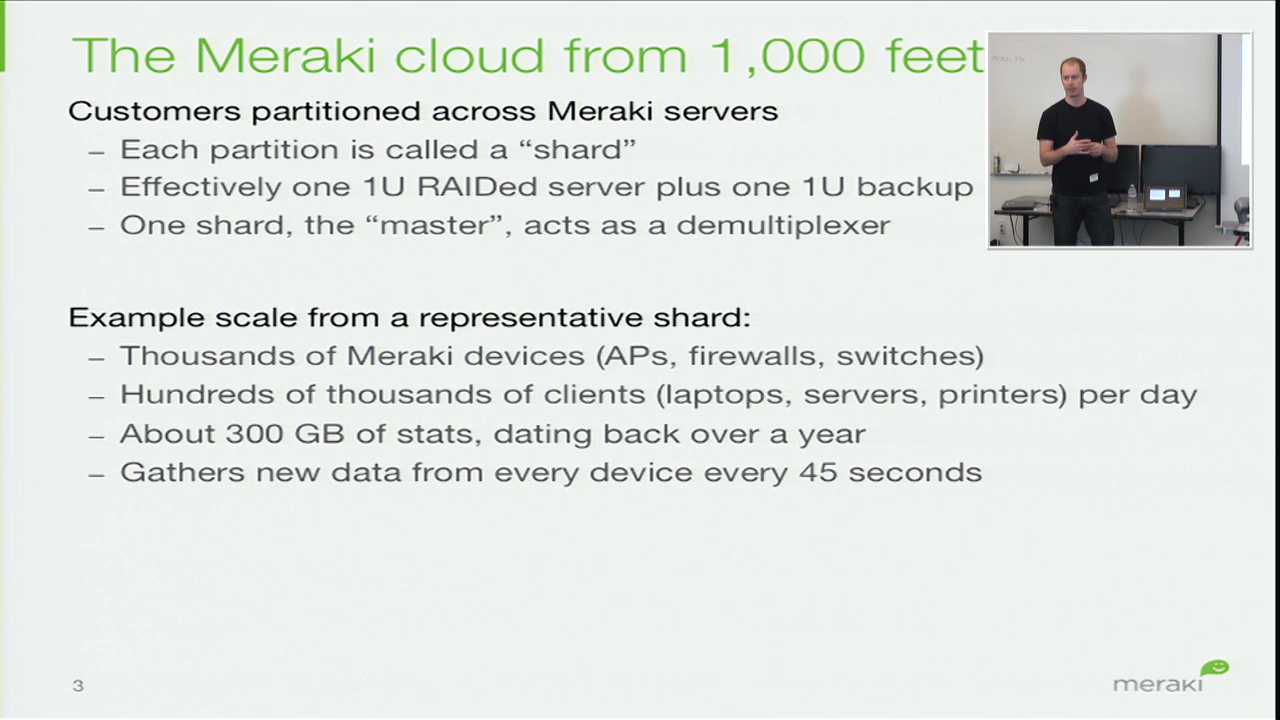 The Meraki cloud from 1,000 feet
Customers partitioned across Meraki servers
– Each partition is called a “shard”
– Effectively one 1U RAIDed server plus one 1U backup
– One shard, the “master”, acts as a demultiplexer
Example scale from a representative shard:
– Thousands of Meraki devices (APs, firewalls, switches)
– Hundreds of thousands of clients (laptops, servers, printers) per day
– About 300 GB of stats, dating back over a year
– Gathers new data from every device every 45 seconds
3
meraki